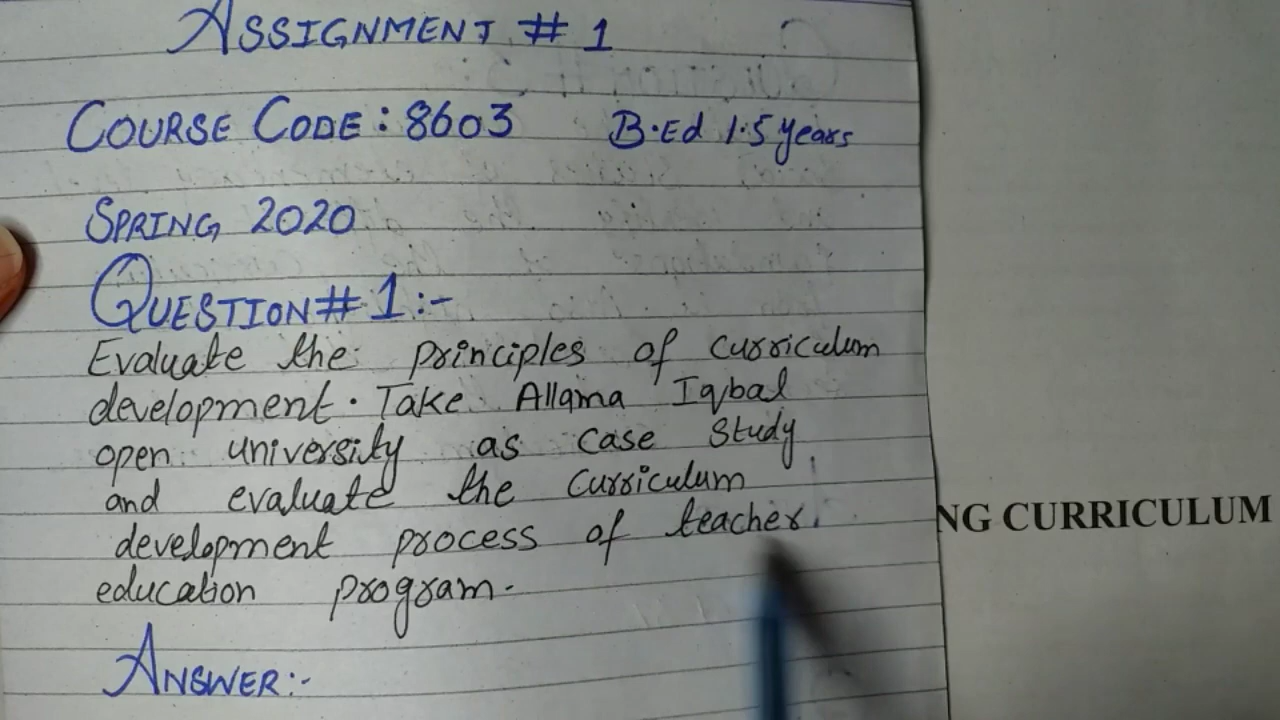 ASSIGNMENT # 1
COURSE CODE: 8603 B.Ed 1.5 years
SPRING 2020
QUESTION# 1:-
Evaluate the principles of curriculum
development. Take Allama Iqbal
open university as case study
and evaluate the curriculum
development process of teacher
education program.
ANSWER:-
NG CURRICULUM